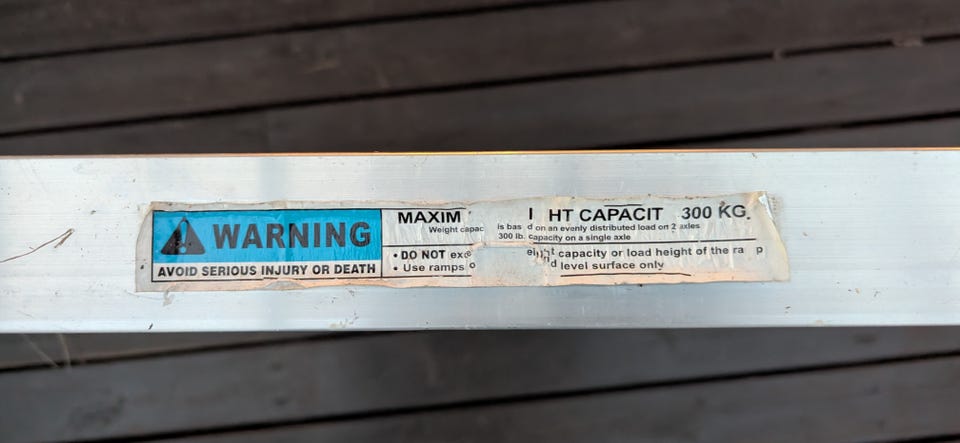 WARNING
AVOID SERIOUS INJURY OR DEATH
MAXIM I HT CAPACIT 300 KG.
Weight capac is bas d on an evenly distributed load on 2 axles
300 lb. capacity on a single axle
• DO NOT exce eight capacity or load height of the ra p
• Use ramps o d level surface only